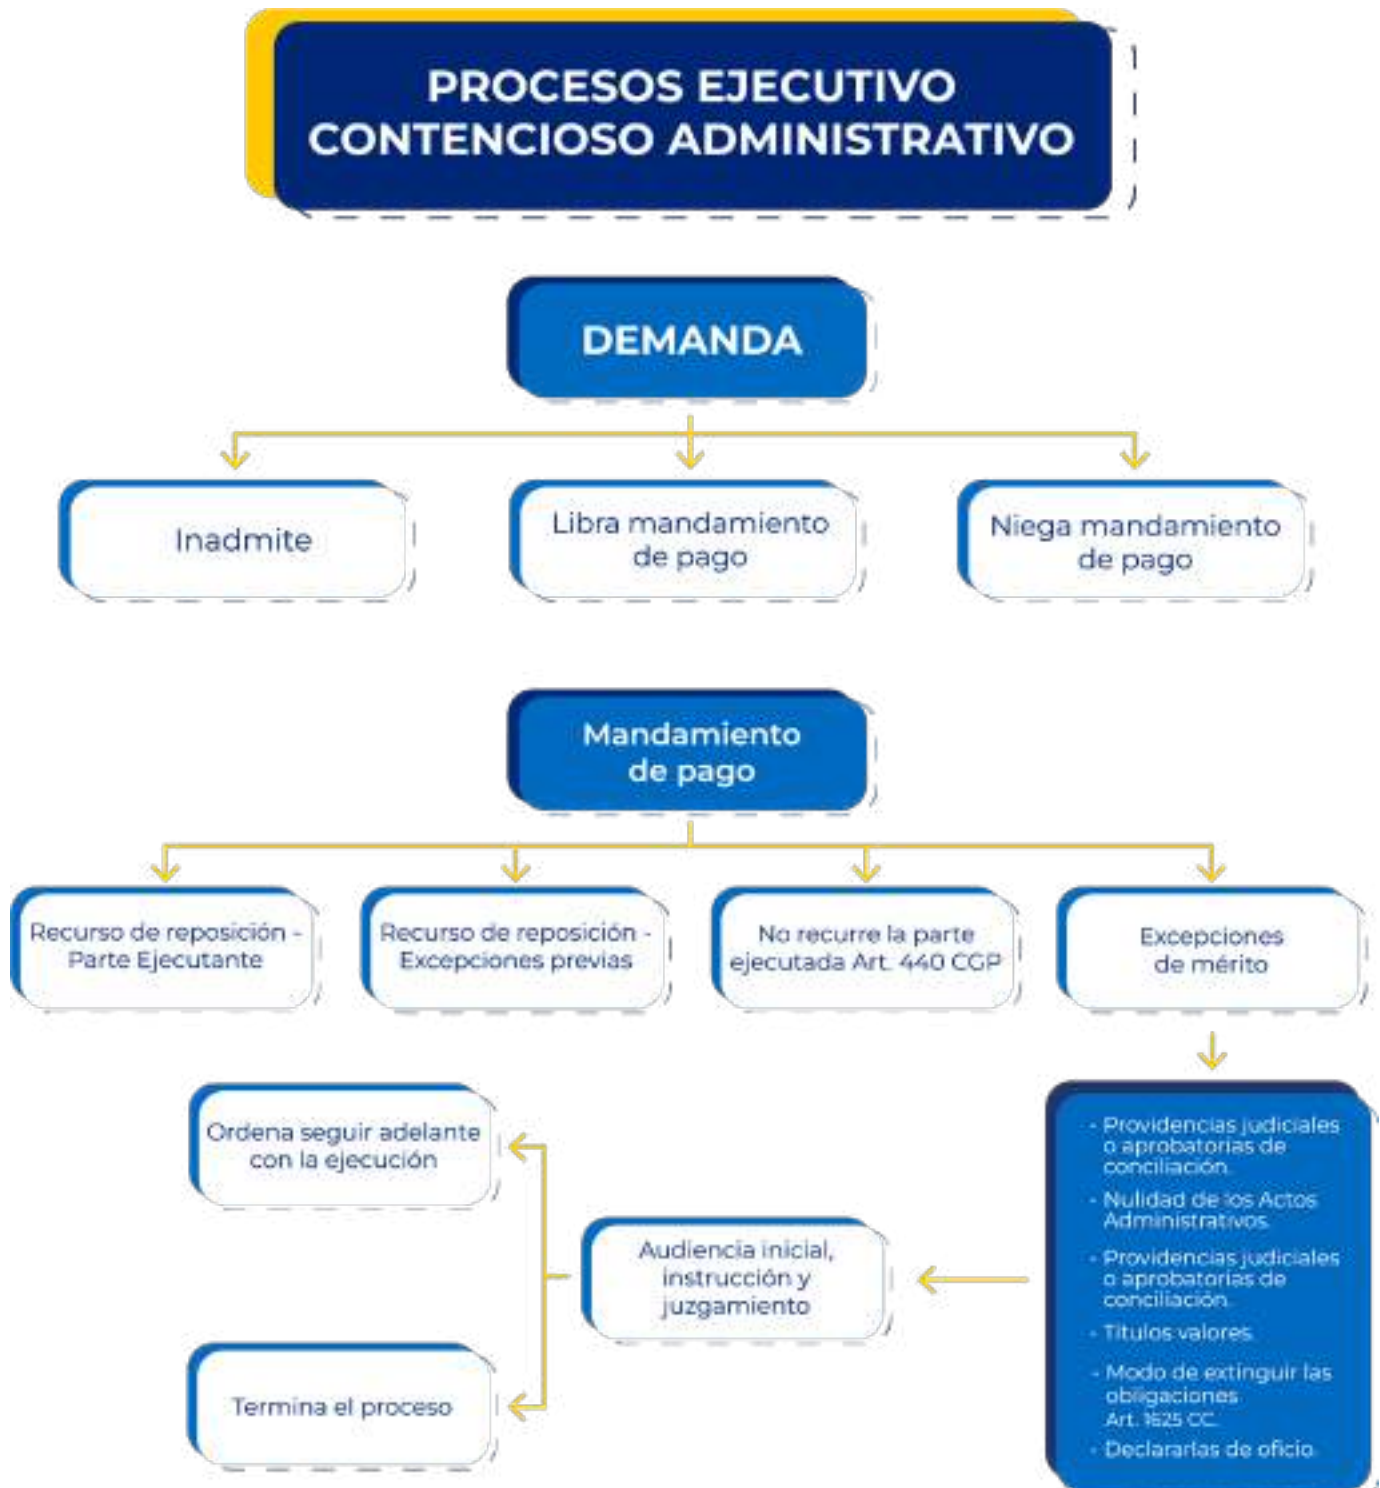 PROCESOS EJECUTIVO
CONTENCIOSO ADMINISTRATIVO
DEMANDA
Inadmite
Libra mandamiento
de pago
Niega mandamiento
de pago
Mandamiento
de pago
Recurso de reposición -
Parte Ejecutante
Recurso de reposición -
Excepciones previas
No recurre la parte
ejecutada Art. 440 CGP
Excepciones
de mérito
- Providencias judiciales
o aprobatorias de
conciliación.
- Nulidad de los Actos
Administrativos.
- Providencias judiciales
o aprobatorias de
conciliación.
- Titulos valores.
- Modo de extinguir las
obligaciones
Art. 1625 CC.
- Declararlas de oficio.
Audiencia inicial,
instrucción y
juzgamiento
Ordena seguir adelante
con la ejecución
Termina el proceso